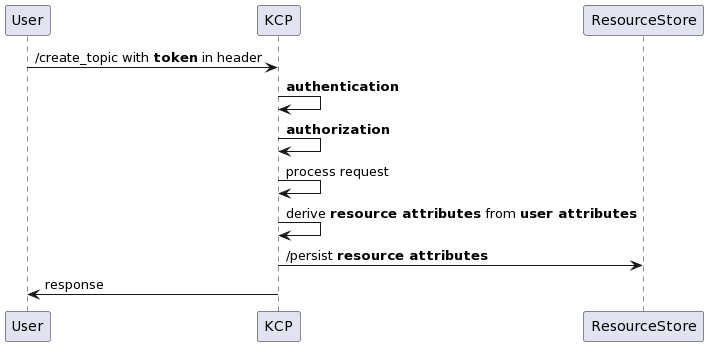 User KCP ResourceStore
/create_topic with token in header
authentication
authorization
process request
derive resource attributes from user attributes
/persist resource attributes
response
User KCP ResourceStore